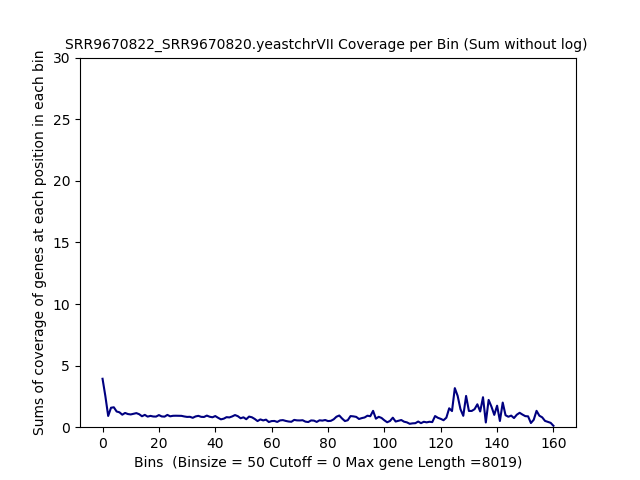 SRR9670822_SRR9670820.yeastchrVII Coverage per Bin (Sum without log)
Sums of coverage of genes at each position in each bin
30
25
20
15
10
5
0
0 20 40 60 80 100 120 140 160
Bins  (Binsize = 50 Cutoff = 0 Max gene Length =8019)